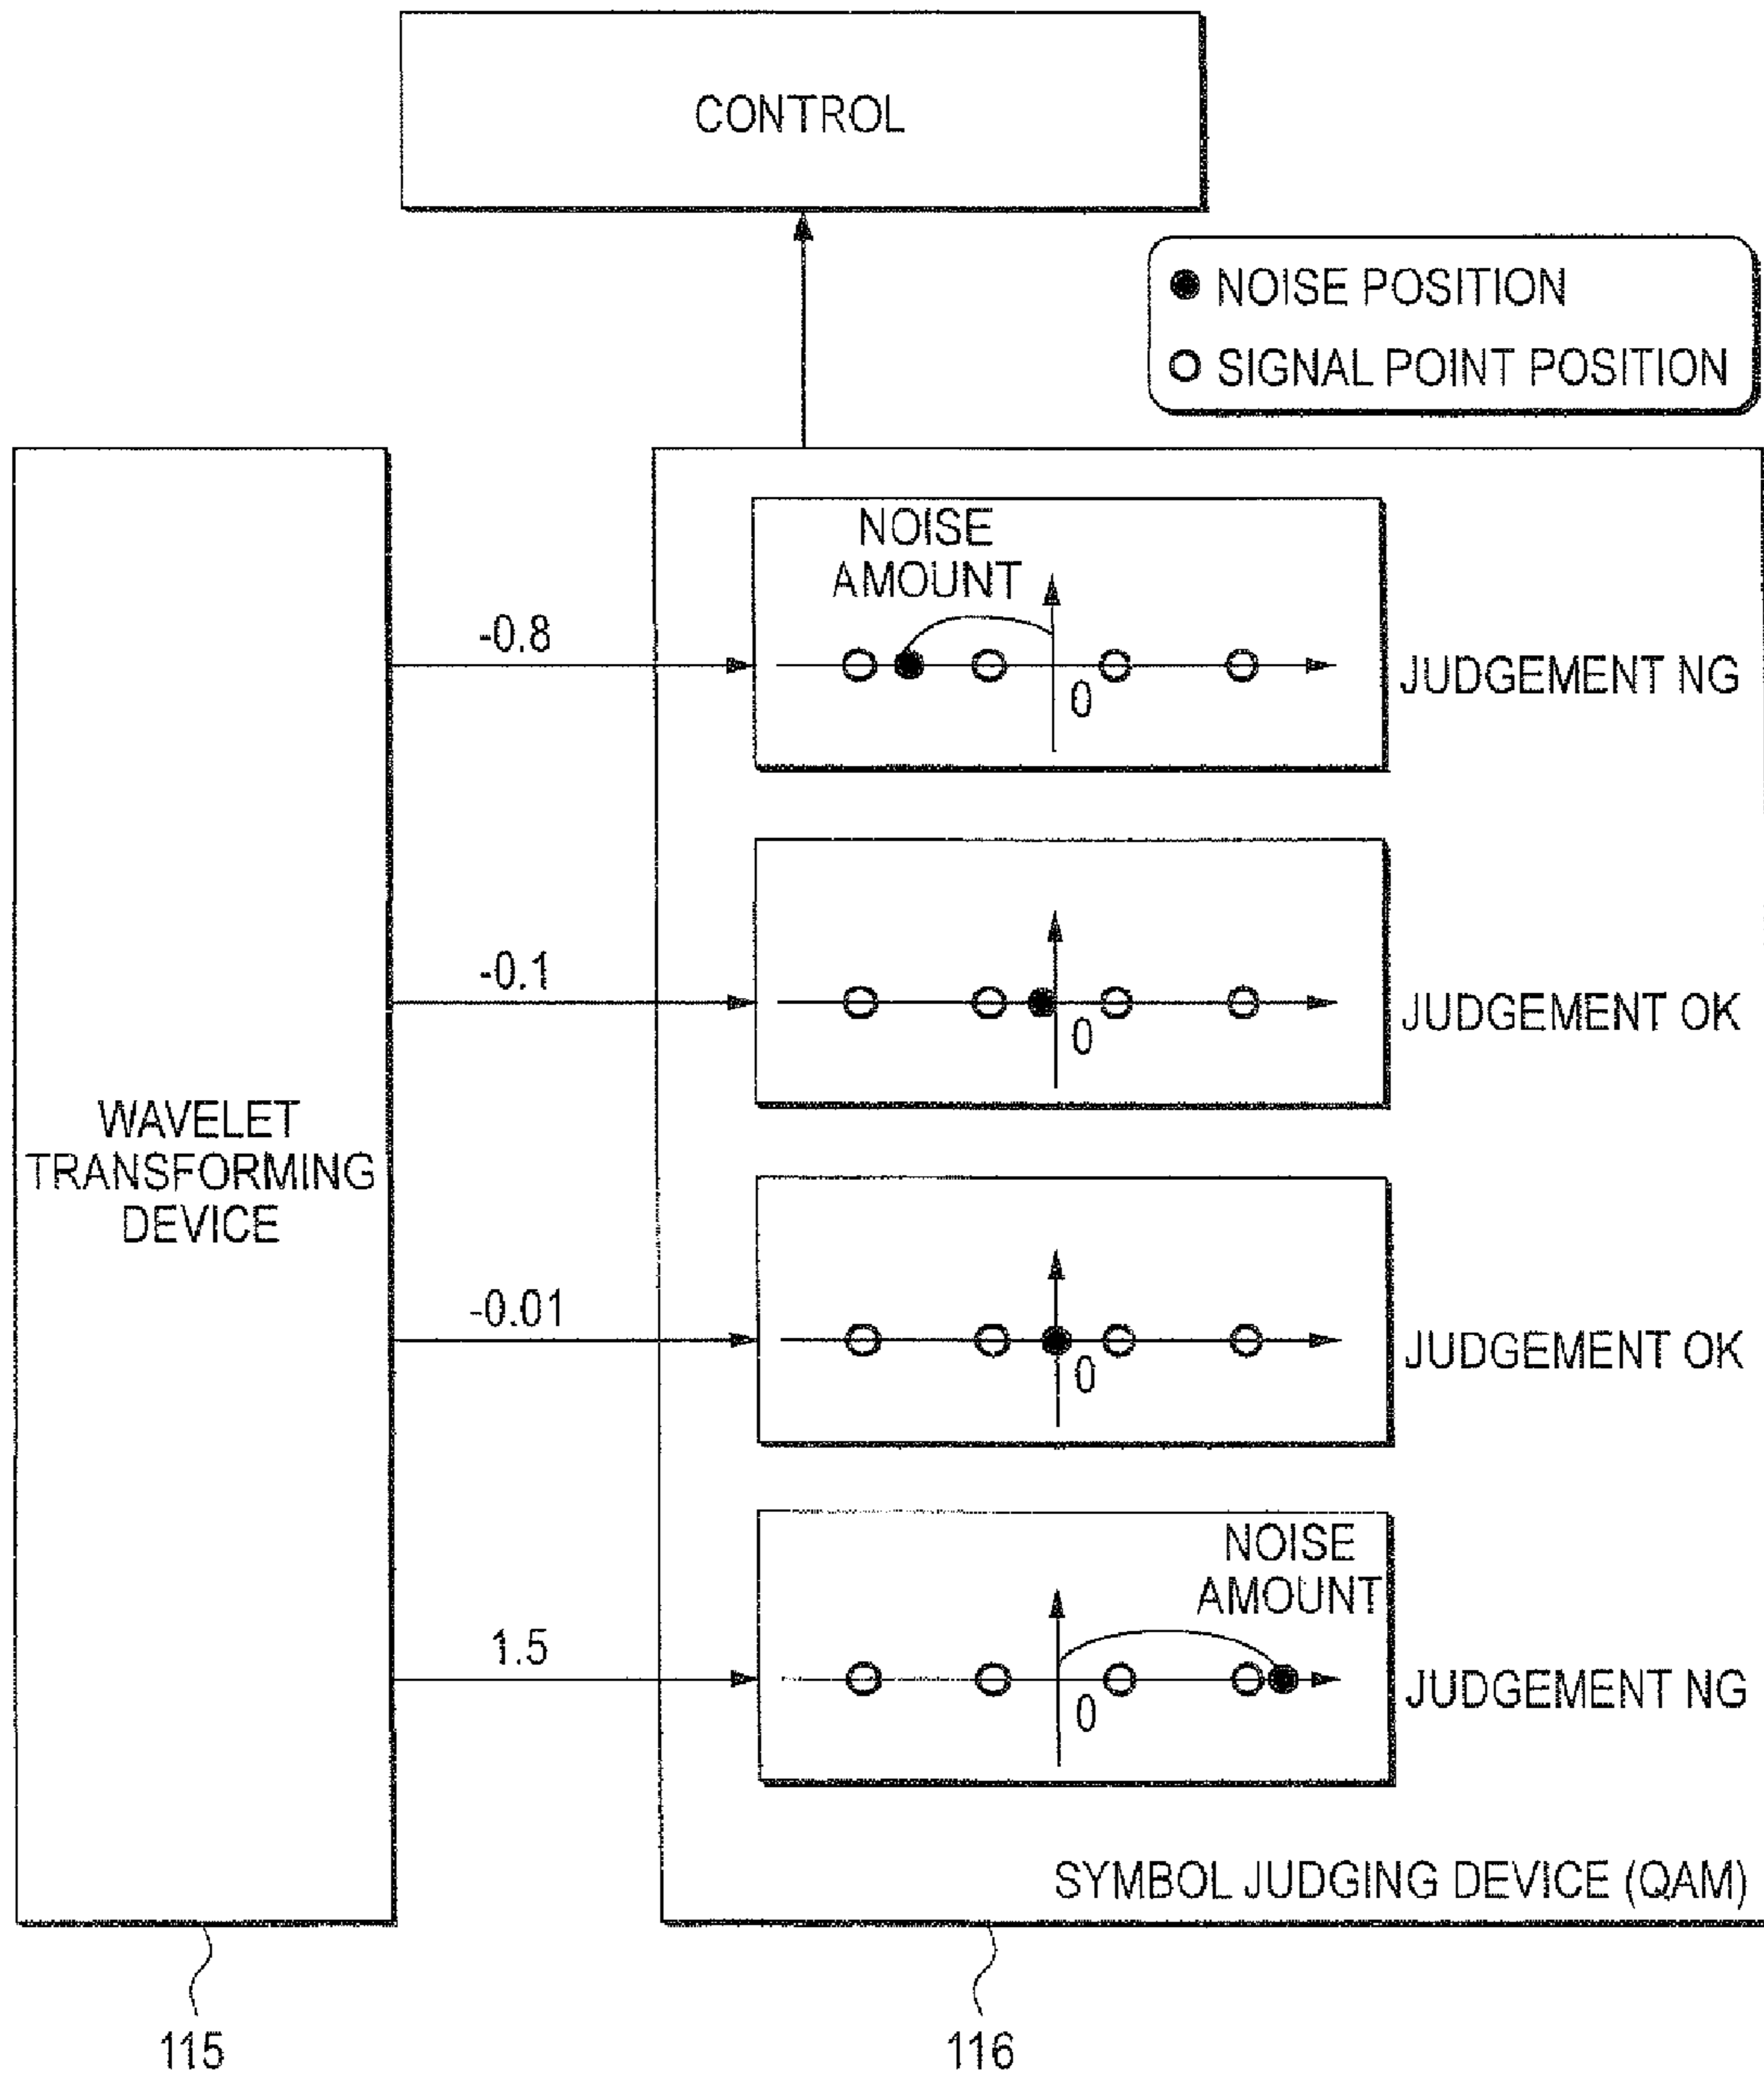 CONTROL
NOISE POSITION
SIGNAL POINT POSITION
WAVELET
TRANSFORMING
DEVICE
-0.8
NOISE
AMOUNT
0
JUDGEMENT NG
-0.1
0
JUDGEMENT OK
-0.01
0
JUDGEMENT OK
1.5
NOISE
AMOUNT
0
JUDGEMENT NG
SYMBOL JUDGING DEVICE (QAM)
115
116